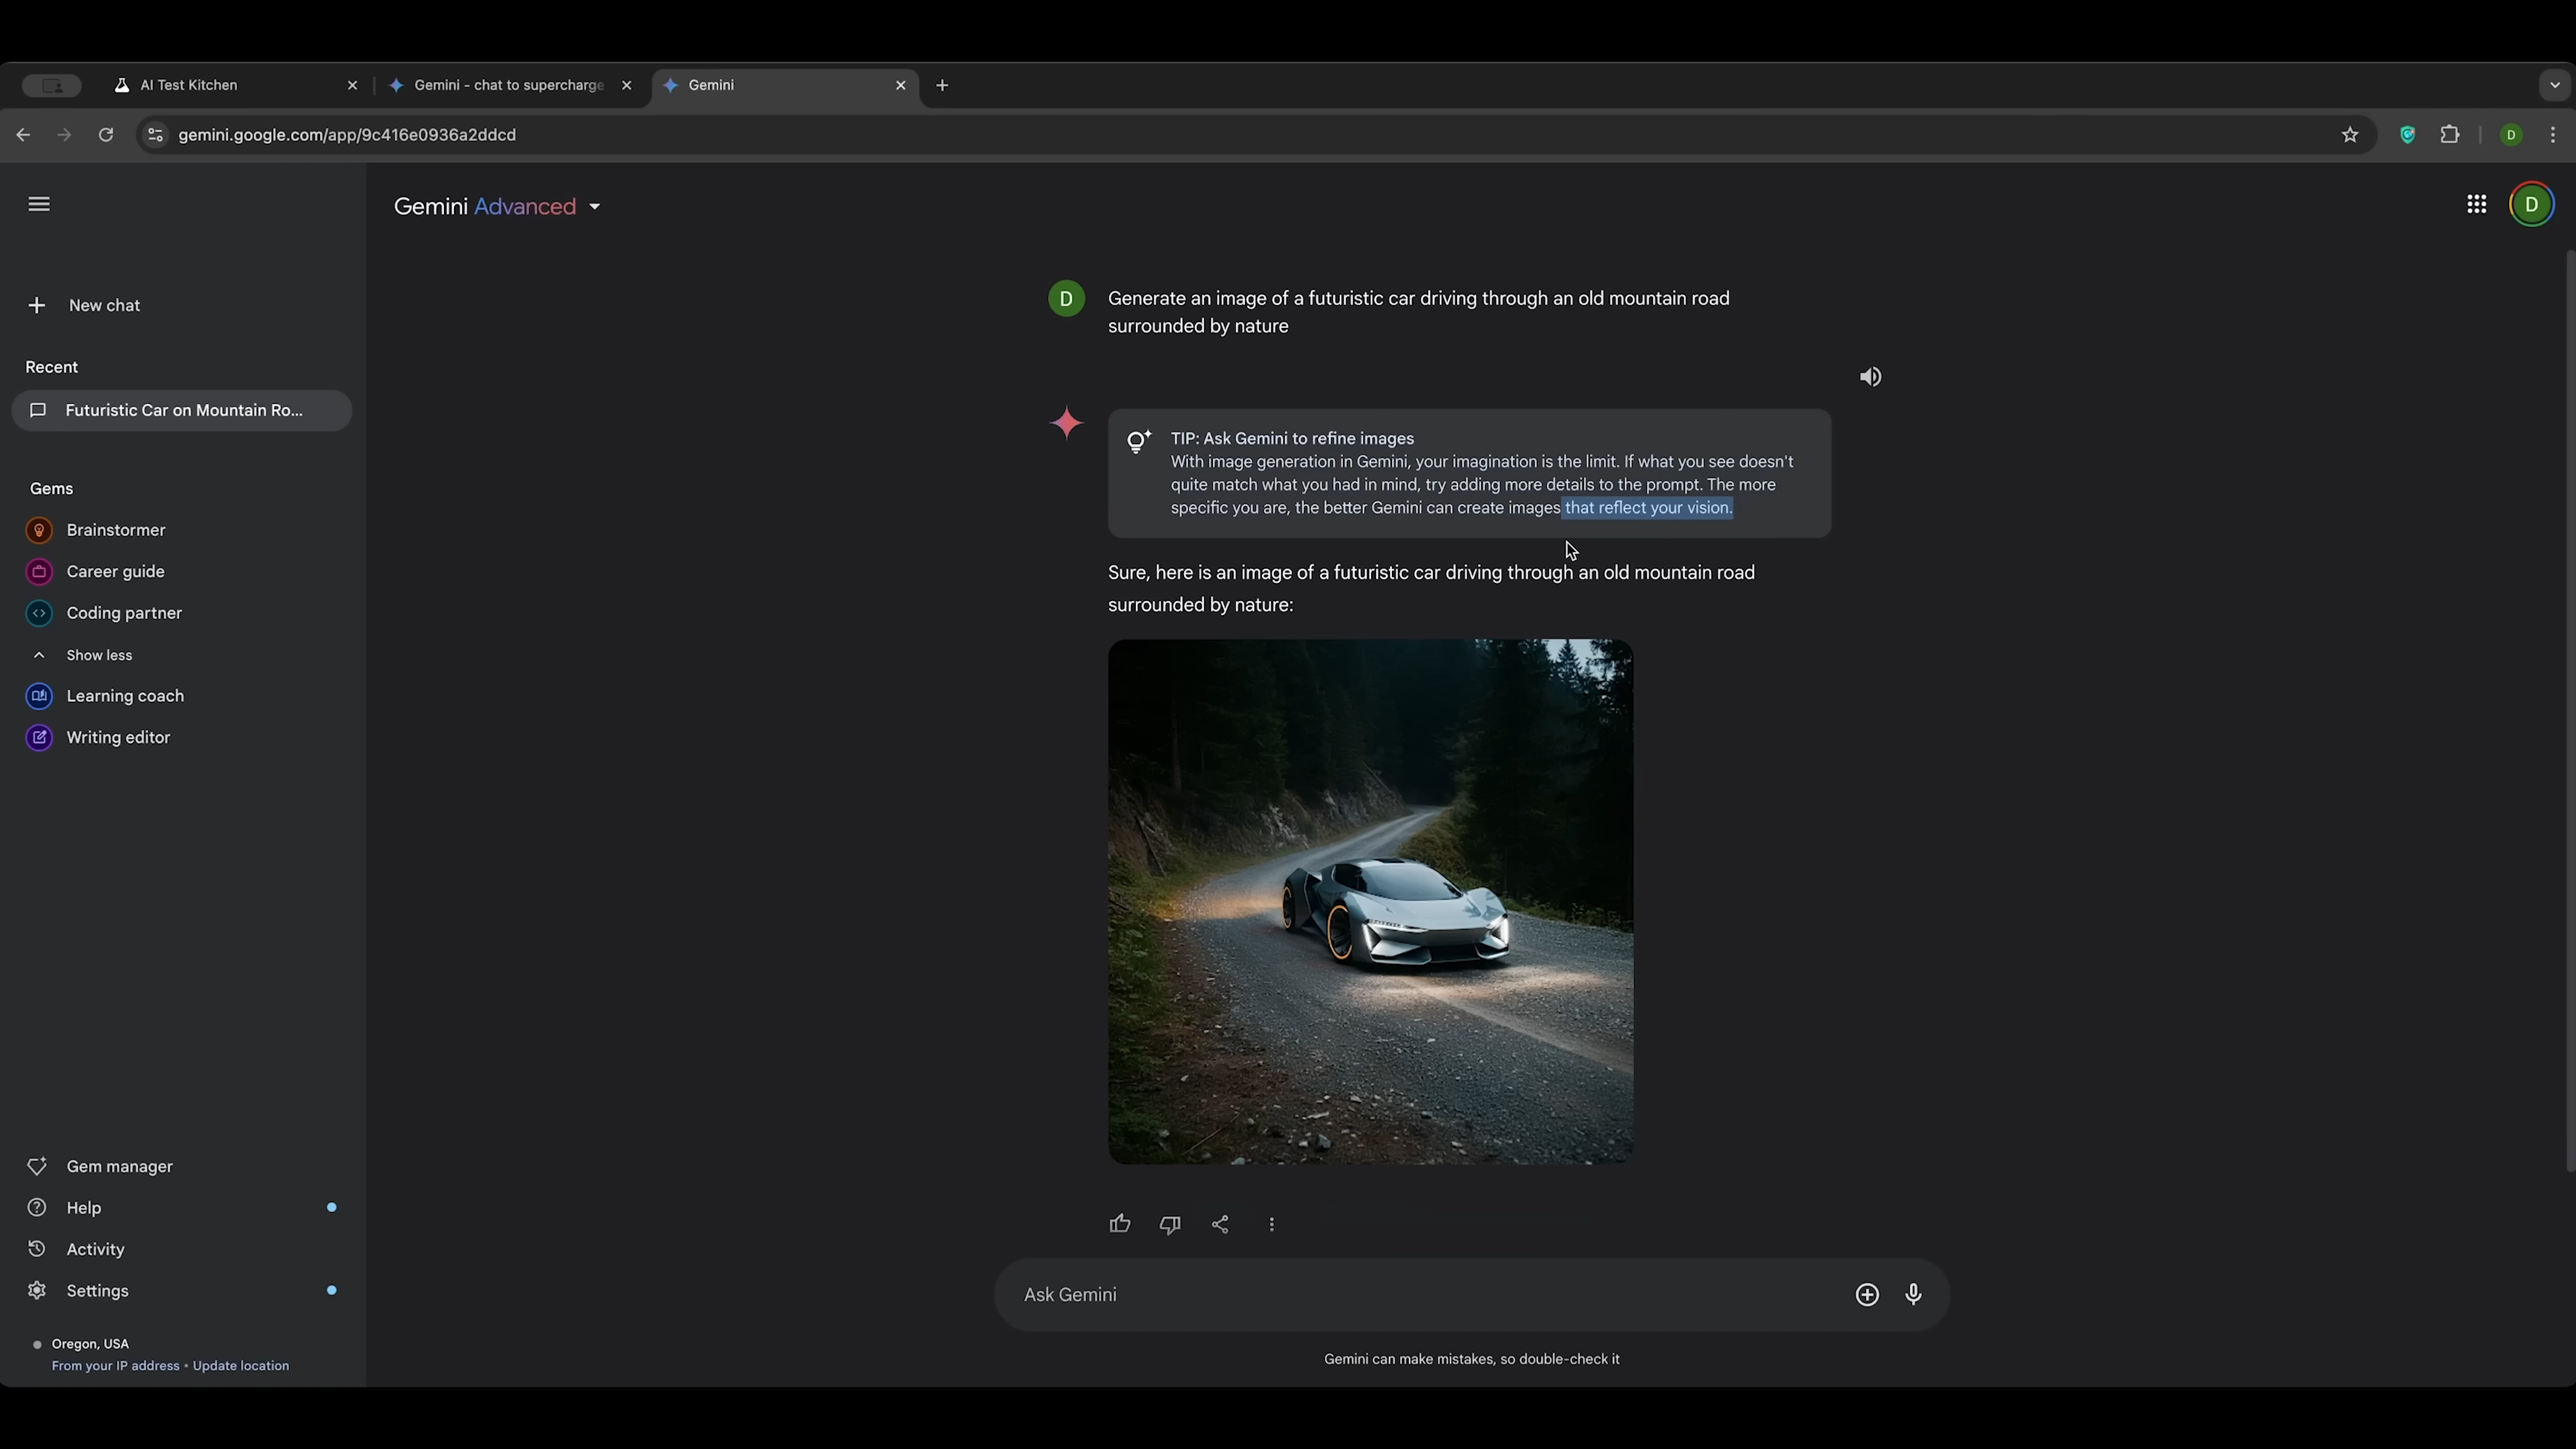 AI Test Kitchen
Gemini - chat to supercharge
Gemini
gemini.google.com/app/9c416e0936a2ddcd
D
Gemini Advanced
D
New chat
Recent
Futuristic Car on Mountain Ro...
Gems
Brainstormer
Career guide
Coding partner
Show less
Learning coach
Writing editor
Gem manager
Help
Activity
Settings
Oregon, USA
From your IP address • Update location
D
Generate an image of a futuristic car driving through an old mountain road
surrounded by nature
TIP: Ask Gemini to refine images
With image generation in Gemini, your imagination is the limit. If what you see doesn't
quite match what you had in mind, try adding more details to the prompt. The more
specific you are, the better Gemini can create images that reflect your vision.
Sure, here is an image of a futuristic car driving through an old mountain road
surrounded by nature:
Ask Gemini
Gemini can make mistakes, so double-check it